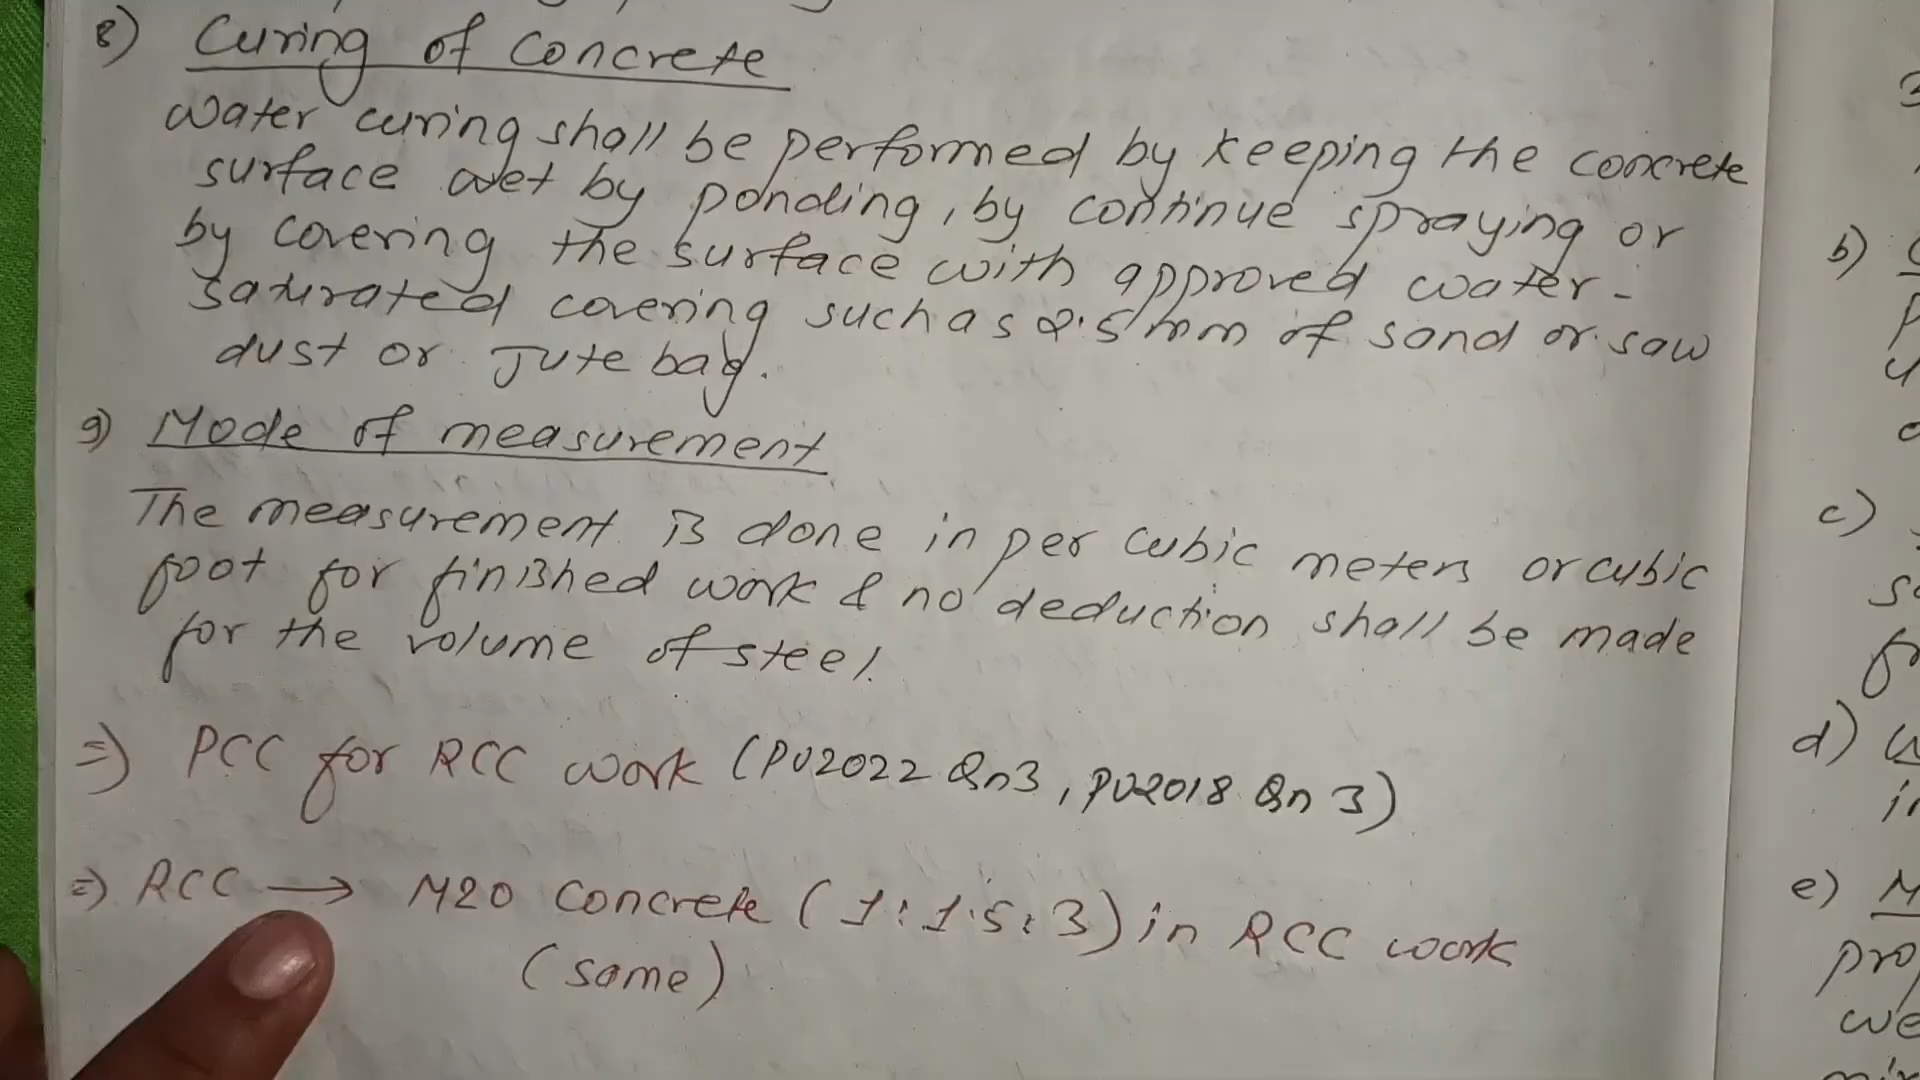 8) Curing of Concrete
Water curing shall be performed by keeping the concrete
surface wet by ponding, by continue spraying or
by covering the surface with approved water-
saturated covering such as 2.5 mm of sand or saw
dust or Jute bag.
9) Mode of measurement
The measurement is done in per cubic meters or cubic
foot for finished work & no deduction shall be made
for the volume of steel.
=) PCC for RCC work (PU2022 Qn3, PU2018 Qn 3)
=) RCC → M20 Concrete (1:1.5:3) in RCC work
(same)
b)
c)
d)
in
e)
we